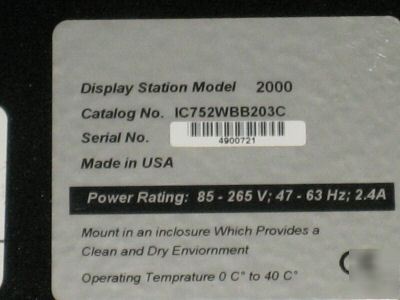 Display Station Model 2000
Catalog No. IC752WBB203C
Serial No. 4900721
Made in USA
Power Rating: 85 - 265 V; 47 - 63 Hz; 2.4A
Mount in an inclosure Which Provides a
Clean and Dry Enviornment
Operating Temprature 0 C° to 40 C°